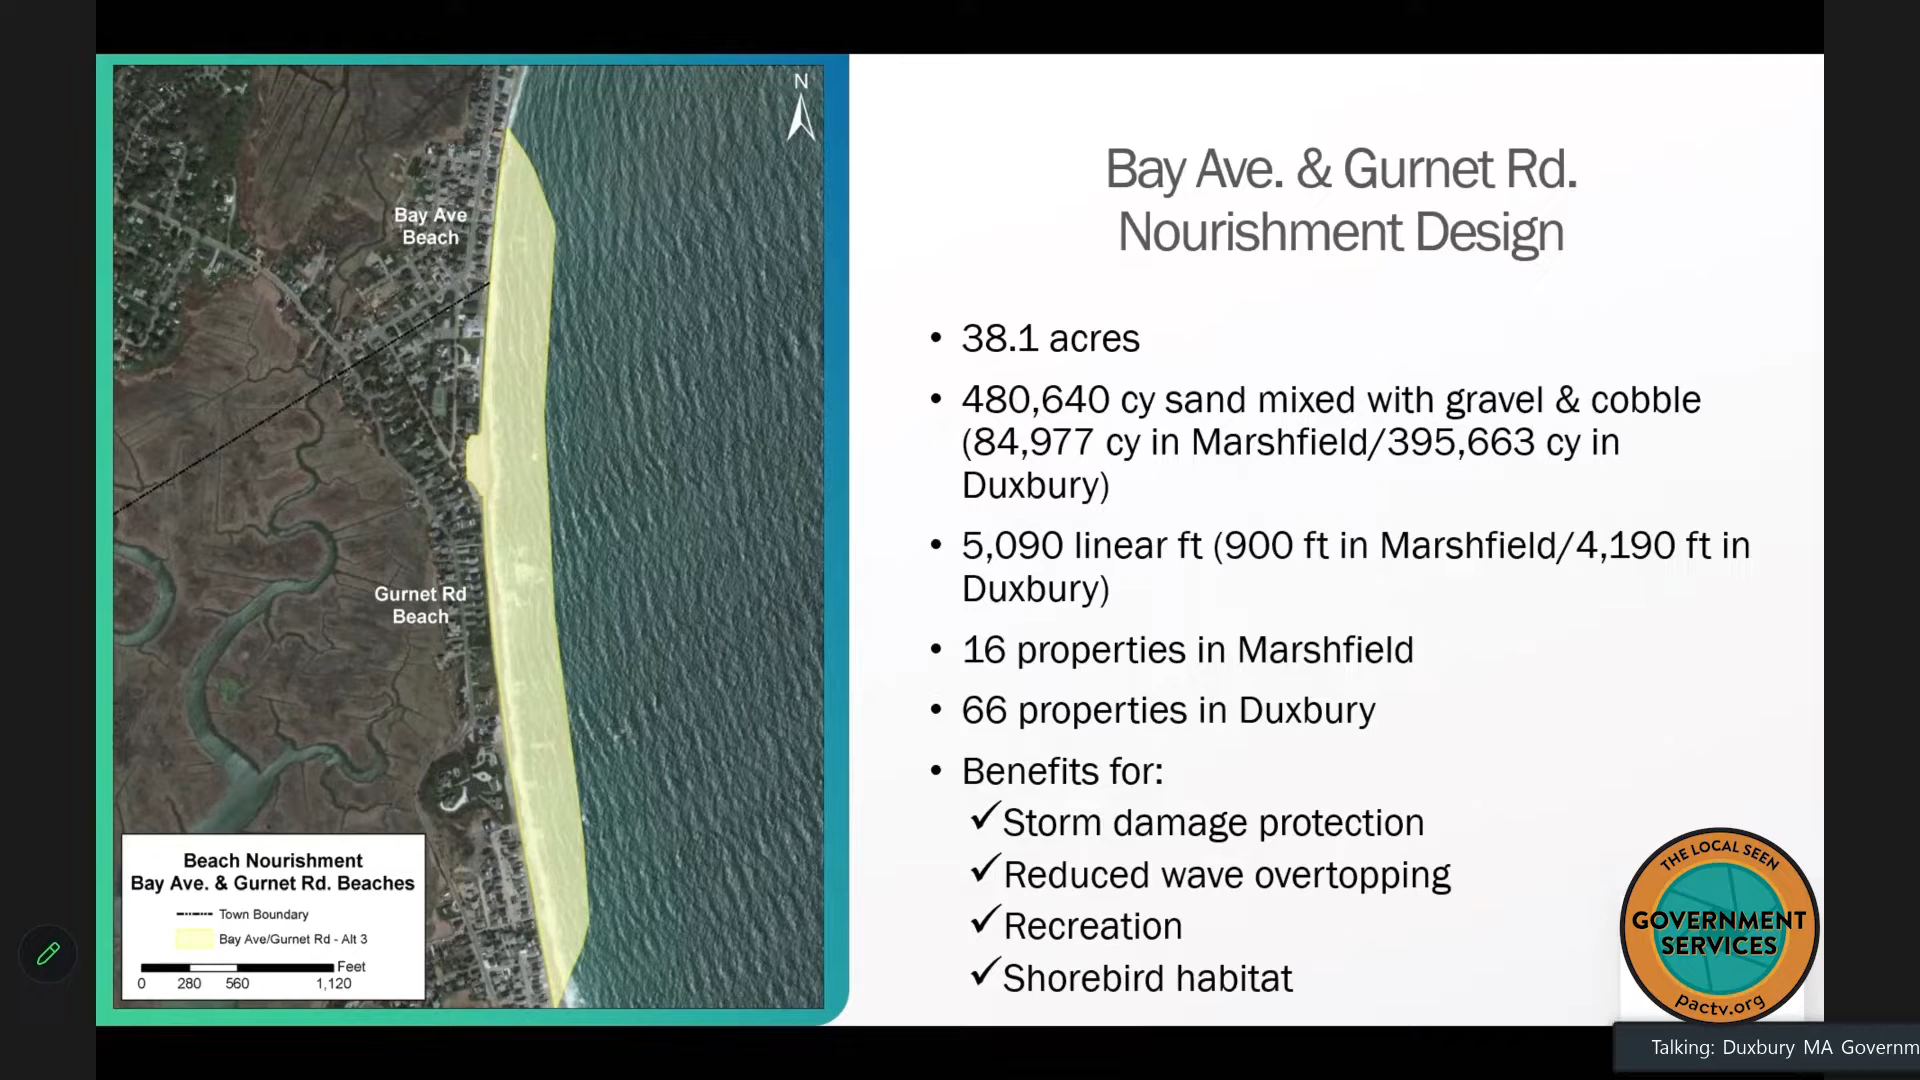 N
Bay Ave
Beach
Gurnet Rd
Beach
Beach Nourishment
Bay Ave. & Gurnet Rd. Beaches
Town Boundary
Bay Ave/Gurnet Rd - Alt 3
Feet
0 280 560 1,120
Bay Ave. & Gurnet Rd.
Nourishment Design
• 38.1 acres
• 480,640 cy sand mixed with gravel & cobble
(84,977 cy in Marshfield/395,663 cy in
Duxbury)
• 5,090 linear ft (900 ft in Marshfield/4,190 ft in
Duxbury)
• 16 properties in Marshfield
• 66 properties in Duxbury
• Benefits for:
✓Storm damage protection
✓Reduced wave overtopping
✓Recreation
✓Shorebird habitat
THE LOCAL SEEN
GOVERNMENT
SERVICES
pactv.org
Talking: Duxbury MA Governm